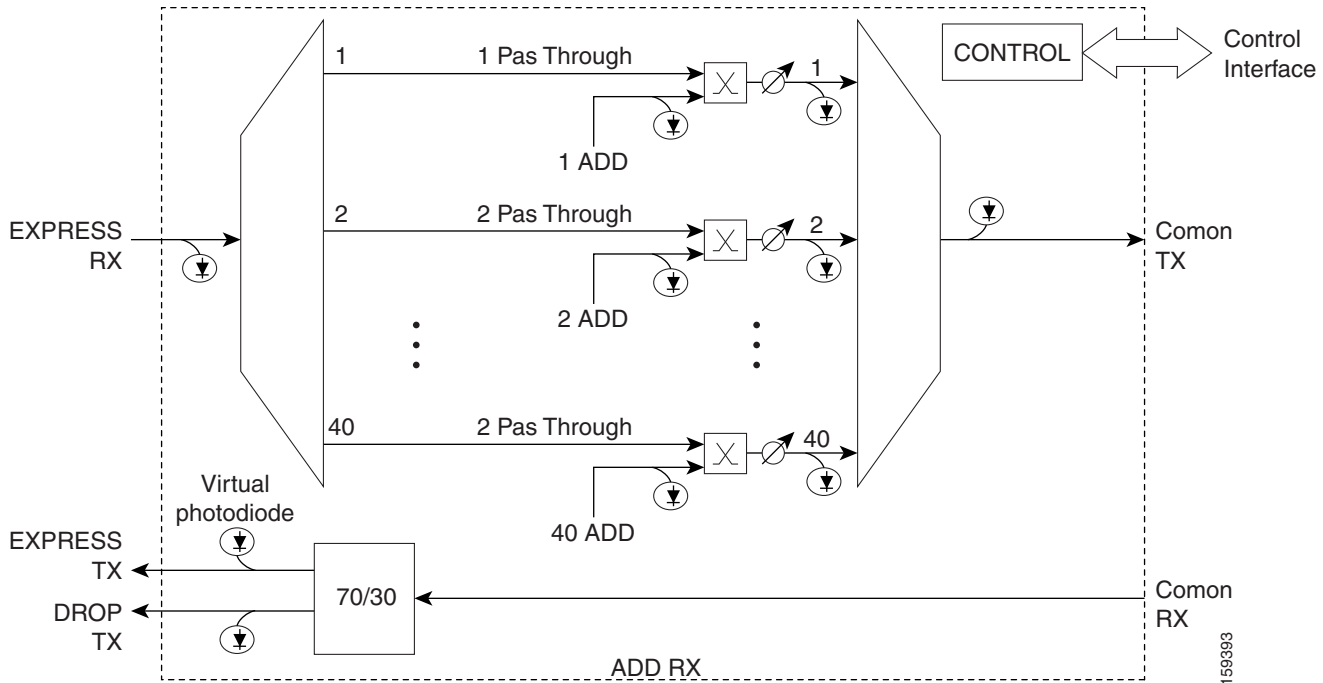 CONTROL
Control
Interface
1
1 Pas Through
1
1 ADD
2
2 Pas Through
2
EXPRESS
RX
Comon
TX
2 ADD
40
2 Pas Through
40
40 ADD
Virtual
photodiode
EXPRESS
TX
DROP
TX
70/30
Comon
RX
ADD RX
159393